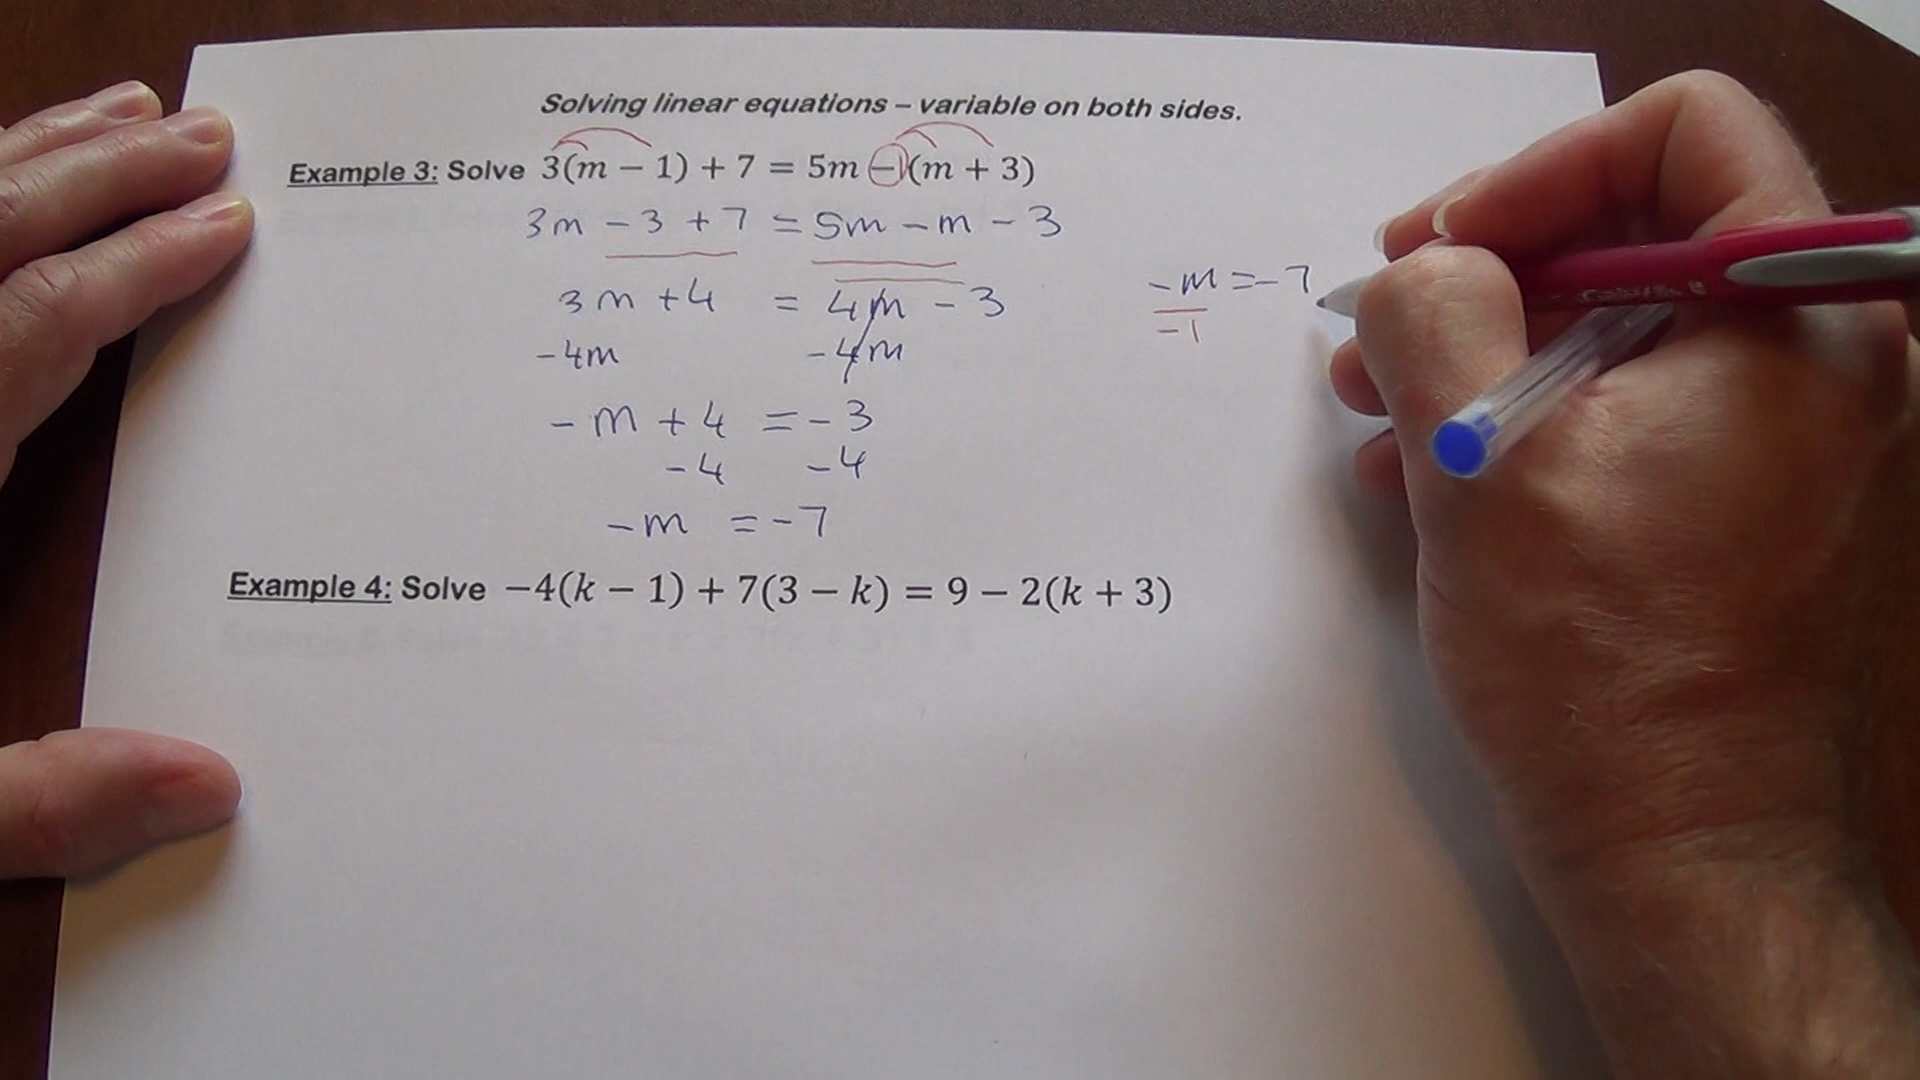 Solving linear equations – variable on both sides.
Example 3: Solve 3(m − 1) + 7 = 5m −1(m + 3)
3m − 3 + 7 = 5m − m − 3
3m + 4 = 4m − 3
−4m −4m
−m + 4 = −3
−4 −4
−m = −7
−m = −7
−1
Example 4: Solve −4(k − 1) + 7(3 − k) = 9 − 2(k + 3)